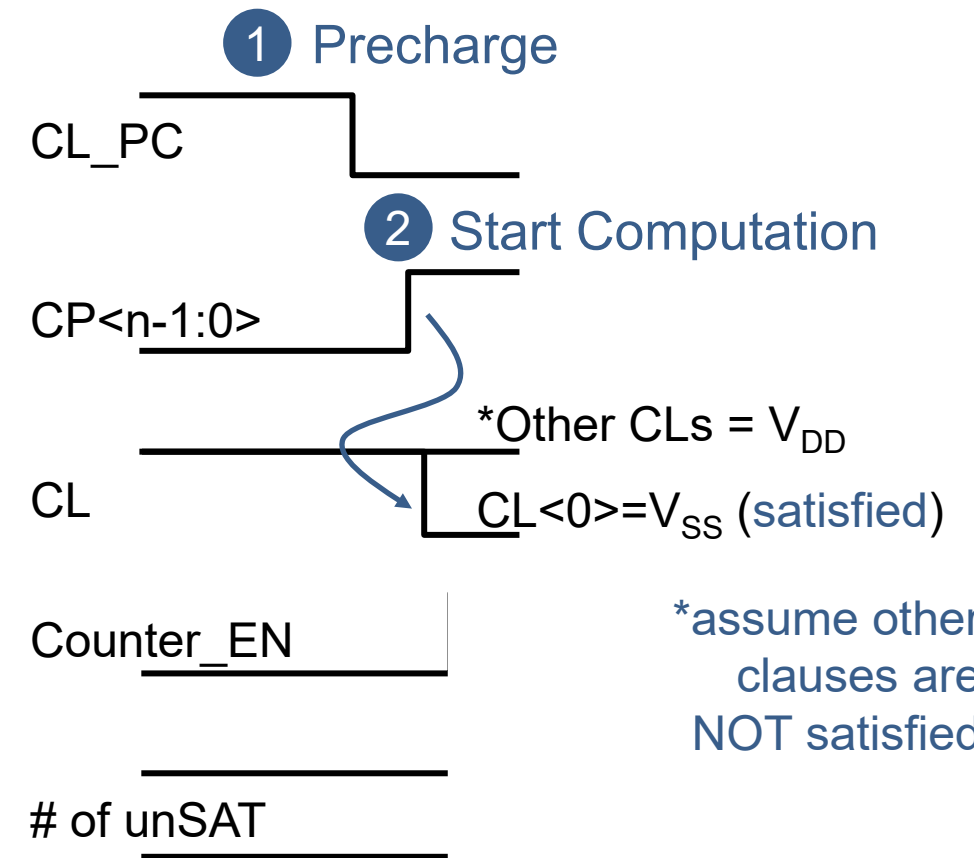 1 Precharge
CL_PC
2 Start Computation
CP<n-1:0>
*Other CLs = VDD
CL
CL<0>=VSS (satisfied)
Counter_EN
*assume other
clauses are
NOT satisfied
# of unSAT